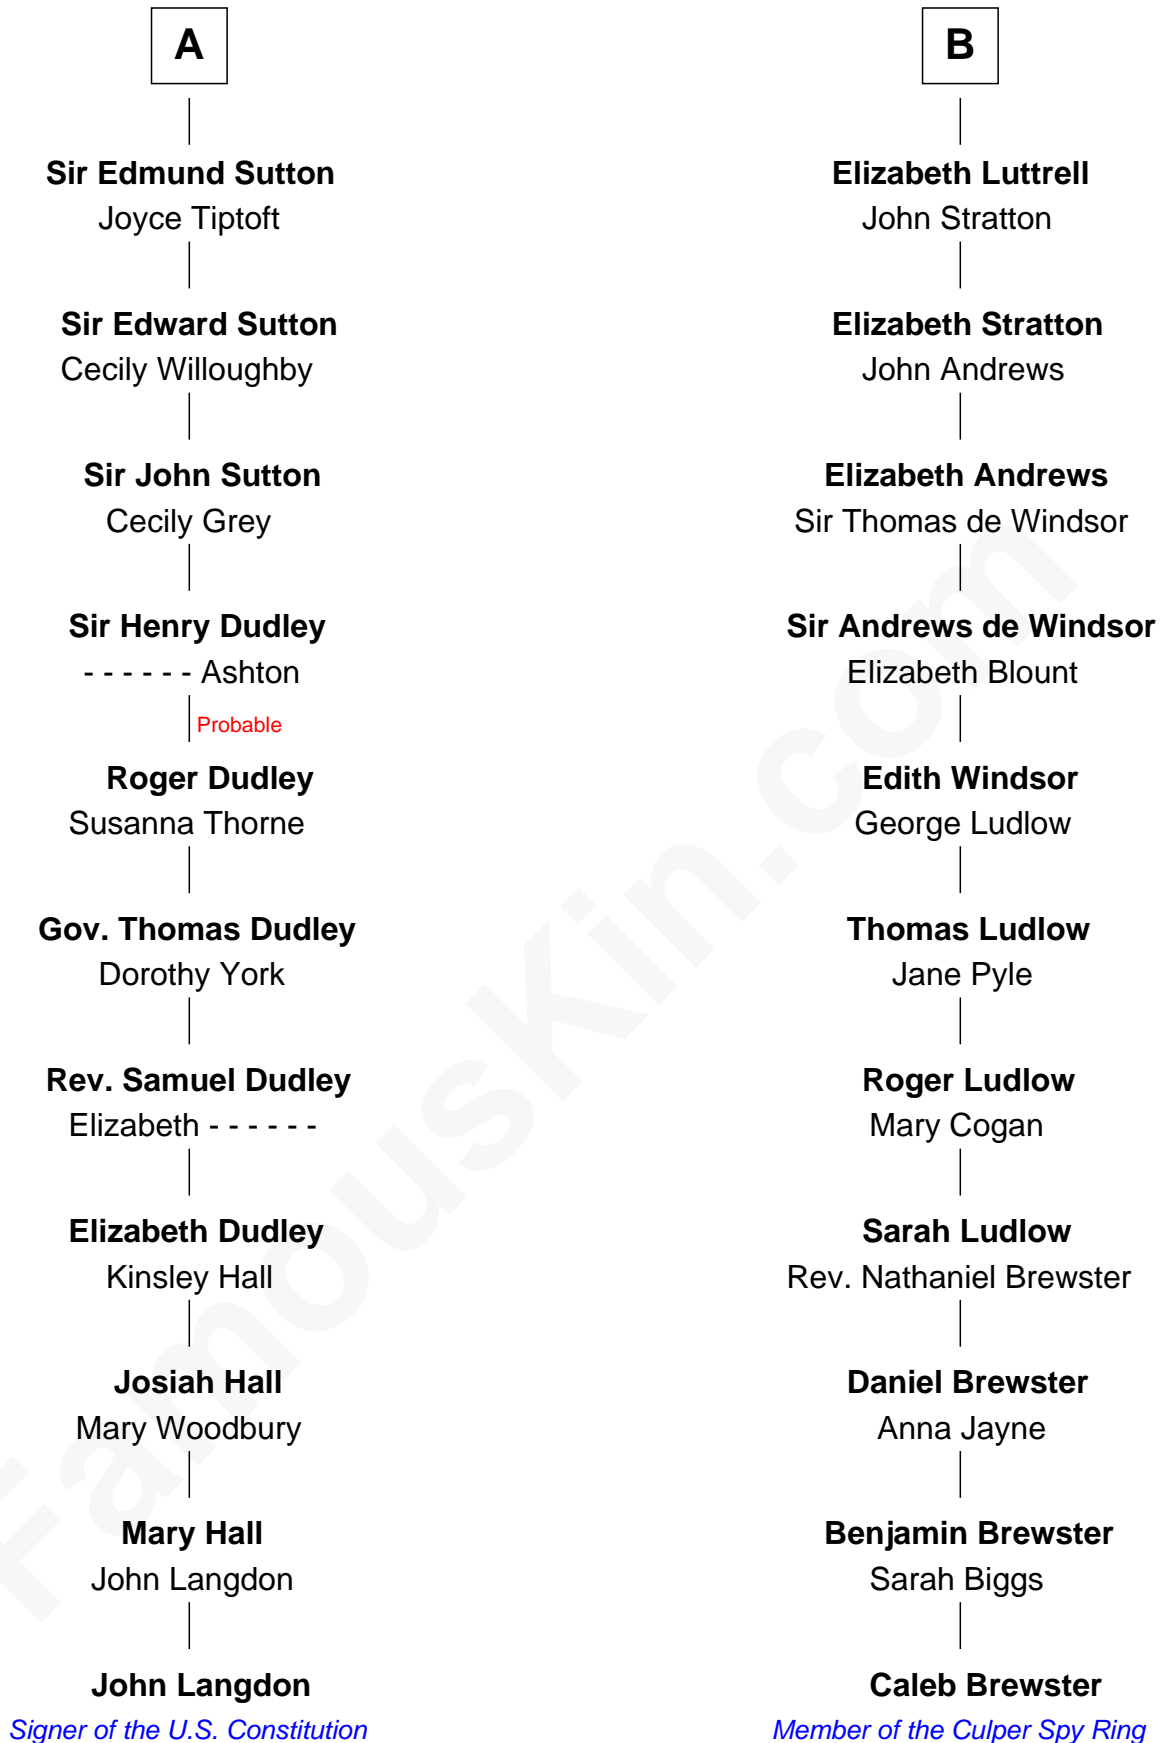 A
Sir Edmund Sutton
Joyce Tiptoft
Sir Edward Sutton
Cecily Willoughby
Sir John Sutton
Cecily Grey
Sir Henry Dudley
- - - - - - Ashton
Probable
Roger Dudley
Susanna Thorne
Gov. Thomas Dudley
Dorothy York
Rev. Samuel Dudley
Elizabeth - - - - - -
Elizabeth Dudley
Kinsley Hall
Josiah Hall
Mary Woodbury
Mary Hall
John Langdon
John Langdon
Signer of the U.S. Constitution
B
Elizabeth Luttrell
John Stratton
Elizabeth Stratton
John Andrews
Elizabeth Andrews
Sir Thomas de Windsor
Sir Andrews de Windsor
Elizabeth Blount
Edith Windsor
George Ludlow
Thomas Ludlow
Jane Pyle
Roger Ludlow
Mary Cogan
Sarah Ludlow
Rev. Nathaniel Brewster
Daniel Brewster
Anna Jayne
Benjamin Brewster
Sarah Biggs
Caleb Brewster
Member of the Culper Spy Ring
FamousKin.com